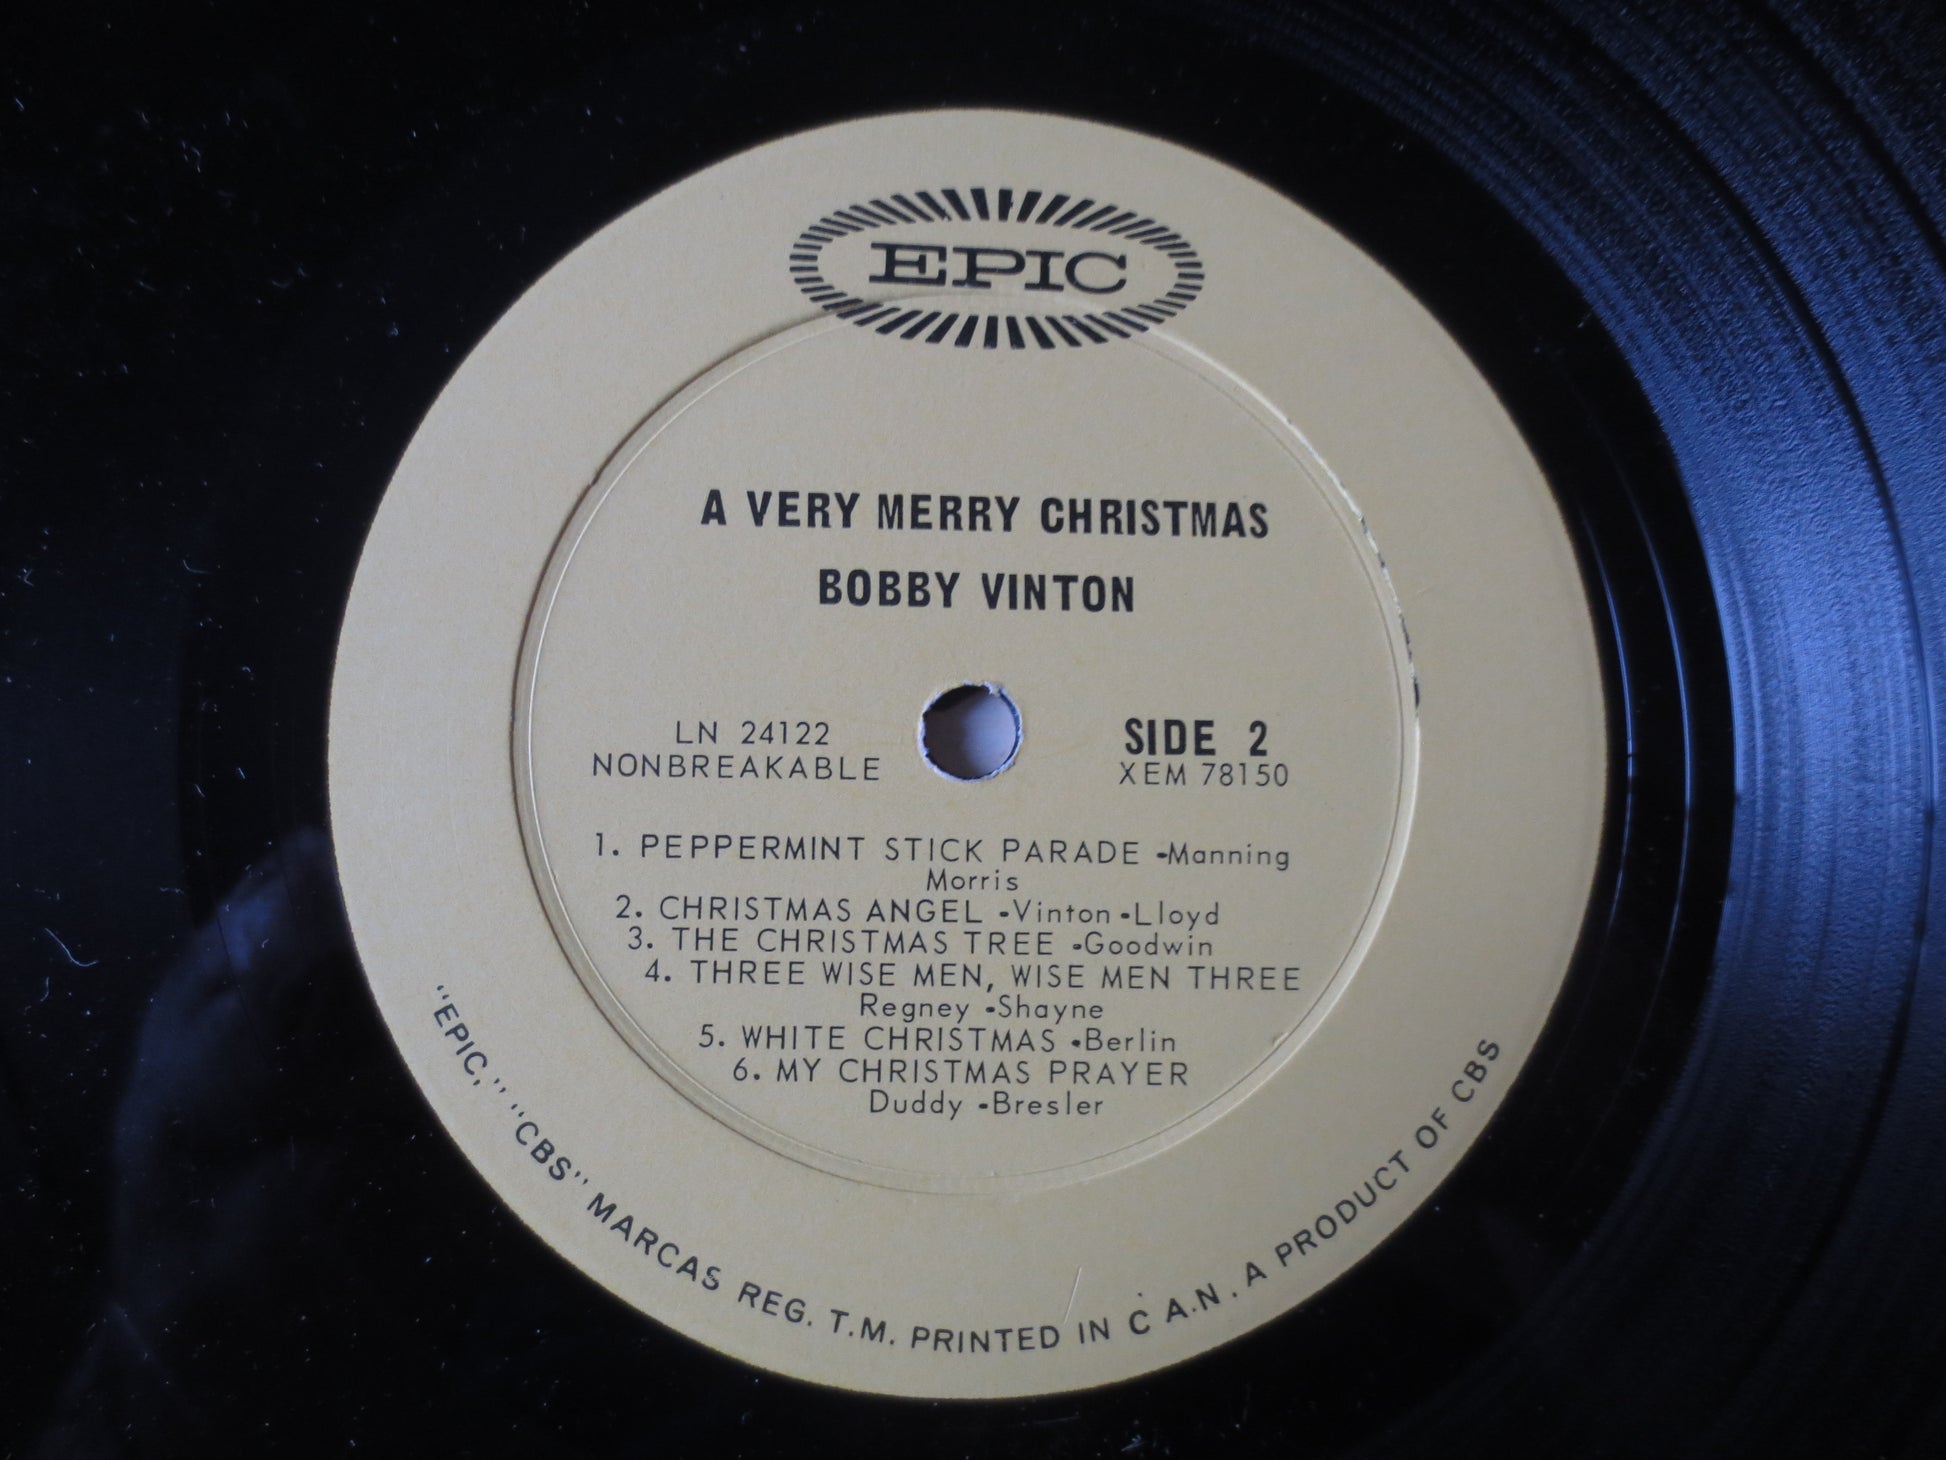 EPIC
A VERY MERRY CHRISTMAS
BOBBY VINTON
LN 24122
NONBREAKABLE
SIDE 2
XEM 78150
1. PEPPERMINT STICK PARADE -Manning
Morris
2. CHRISTMAS ANGEL -Vinton -Lloyd
3. THE CHRISTMAS TREE -Goodwin
4. THREE WISE MEN, WISE MEN THREE
Regney -Shayne
5. WHITE CHRISTMAS -Berlin
6. MY CHRISTMAS PRAYER
Duddy -Bresler
"EPIC," "CBS" MARCAS REG. T.M. PRINTED IN C A.N. A PRODUCT OF CBS